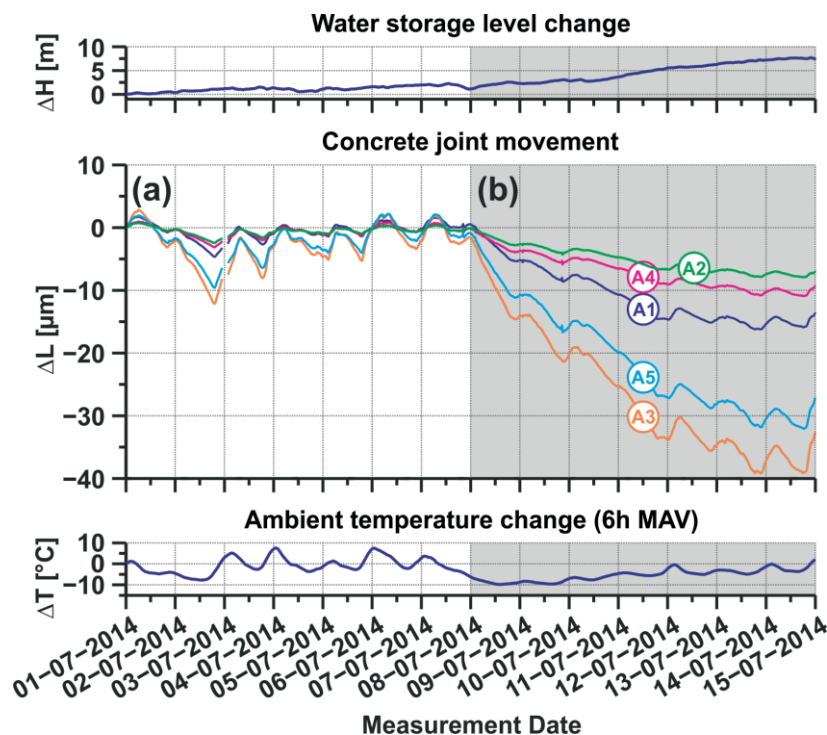 Water storage level change
ΔH [m]
10
5
0
Concrete joint movement
ΔL [μm]
10
0
−10
−20
−30
−40
(a)
(b)
A2
A4
A1
A5
A3
Ambient temperature change (6h MAV)
ΔT [°C]
10
0
−10
01−07−2014
02−07−2014
03−07−2014
04−07−2014
05−07−2014
06−07−2014
07−07−2014
08−07−2014
09−07−2014
10−07−2014
11−07−2014
12−07−2014
13−07−2014
14−07−2014
15−07−2014
Measurement Date